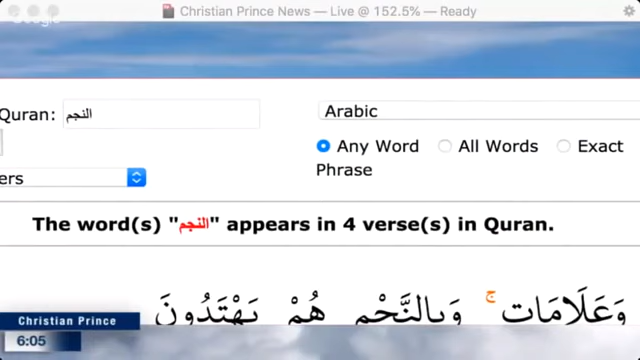 Christian Prince News — Live @ 152.5% — Ready
Google
Quran: النجم
Arabic
Any Word All Words Exact
Phrase
ers
The word(s) "النجم" appears in 4 verse(s) in Quran.
وَعَلَامَاتٍ ۚ وَبِالنَّجْمِ هُمْ يَهْتَدُونَ
Christian Prince
6:05